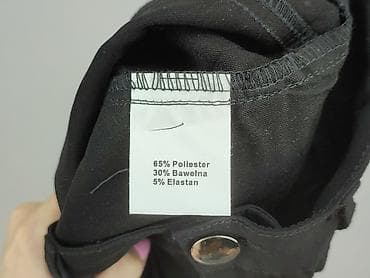 65% Poliester
30% Bawełna
5% Elastan